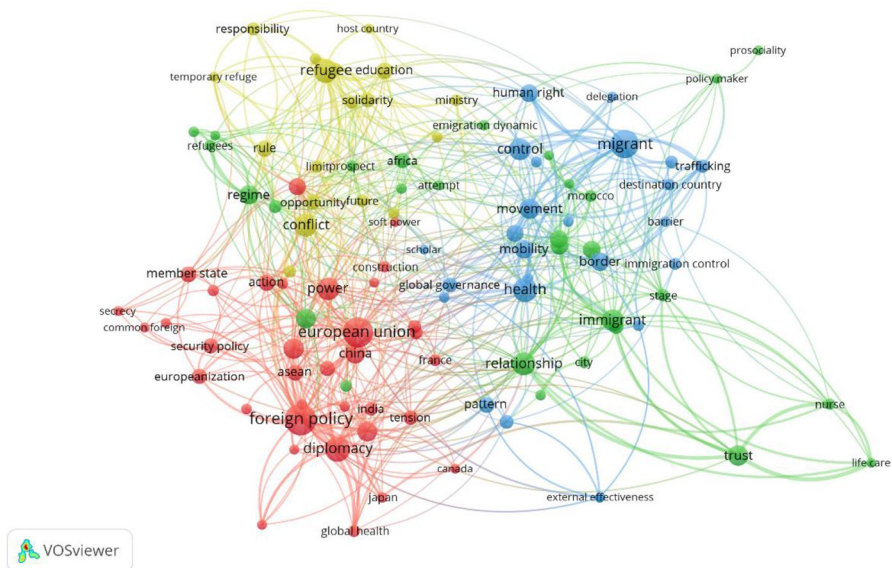 responsibility
host country
prosociality
temporary refuge
refugee
education
policy maker
solidarity
ministry
human right
delegation
emigration dynamic
refugees
rule
control
migrant
limit
prospect
africa
trafficking
regime
attempt
destination country
opportunity
future
morocco
movement
conflict
soft power
barrier
scholar
mobility
border
member state
construction
immigration control
action
power
global governance
health
stage
secrecy
common foreign
european union
immigrant
security policy
china
france
relationship
city
europeanization
asean
foreign policy
india
tension
pattern
nurse
diplomacy
trust
life care
canada
japan
external effectiveness
global health
VOSviewer